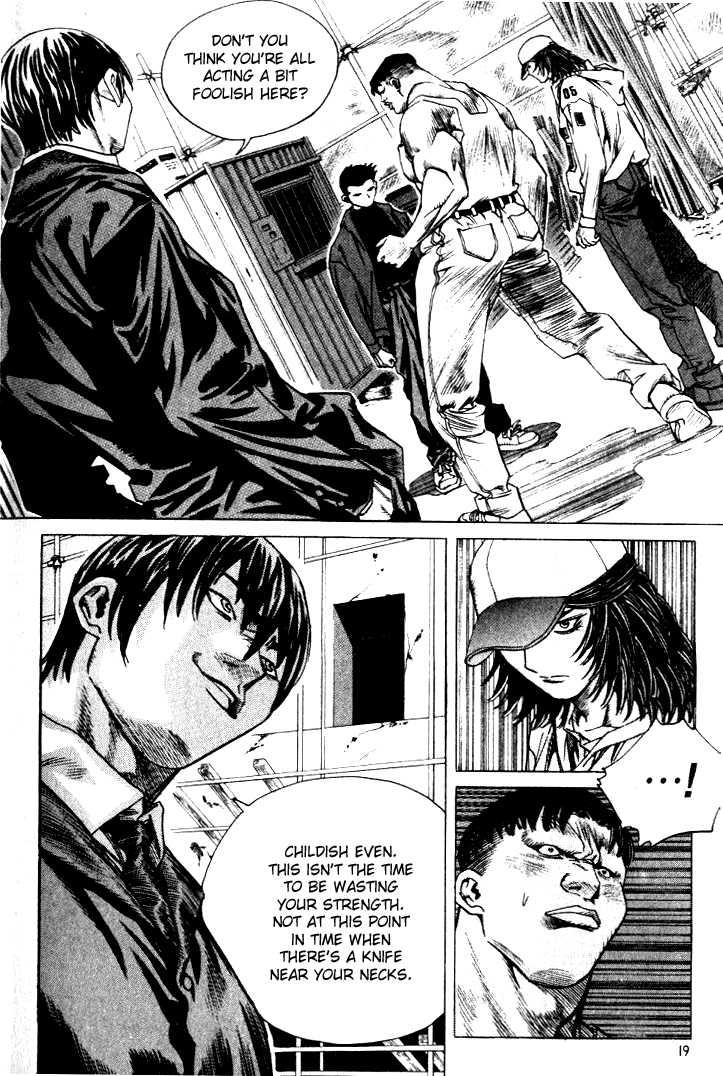 DON'T YOU
THINK YOU'RE ALL
ACTING A BIT
FOOLISH HERE?
05
...!
CHILDISH EVEN.
THIS ISN'T THE
TIME
TO BE WASTING
YOUR STRENGTH.
NOT AT THIS POINT
IN TIME WHEN
THERE'S A KNIFE
NEAR YOUR NECKS.
19